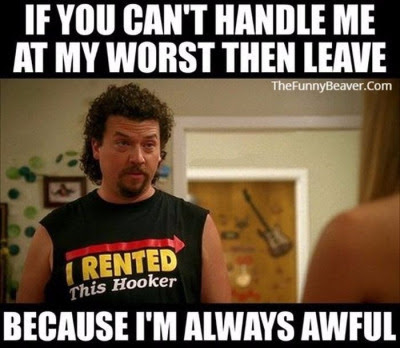 IF YOU CAN'T HANDLE ME
AT MY WORST THEN LEAVE
TheFunnyBeaver.Com
I RENTED
This Hooker
BECAUSE I'M ALWAYS AWFUL